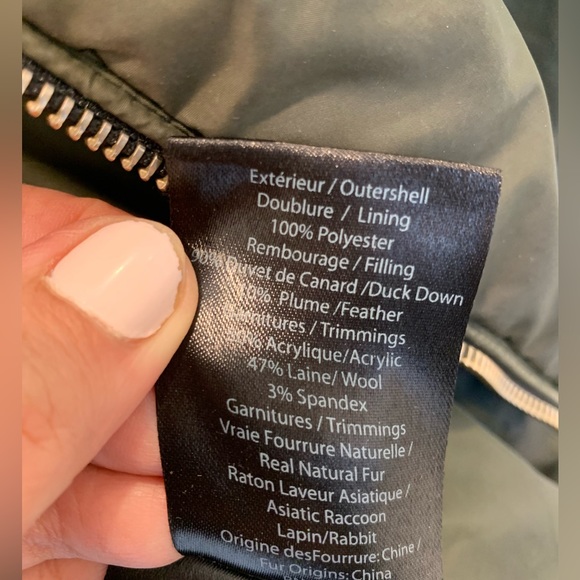 Extérieur / Outershell
Doublure / Lining
100% Polyester
Rembourage / Filling
Duvet de Canard /Duck Down
Plume /Feather
/ Trimmings
Acrylique/Acrylic
47% Laine/ Wool
3% Spandex
Garnitures / Trimmings
Vraie Fourrure Naturelle /
Real Natural Fur
Raton Laveur Asiatique /
Asiatic Raccoon
Lapin/Rabbit
Origine desFourrure: Chine /
Fur Origins: China